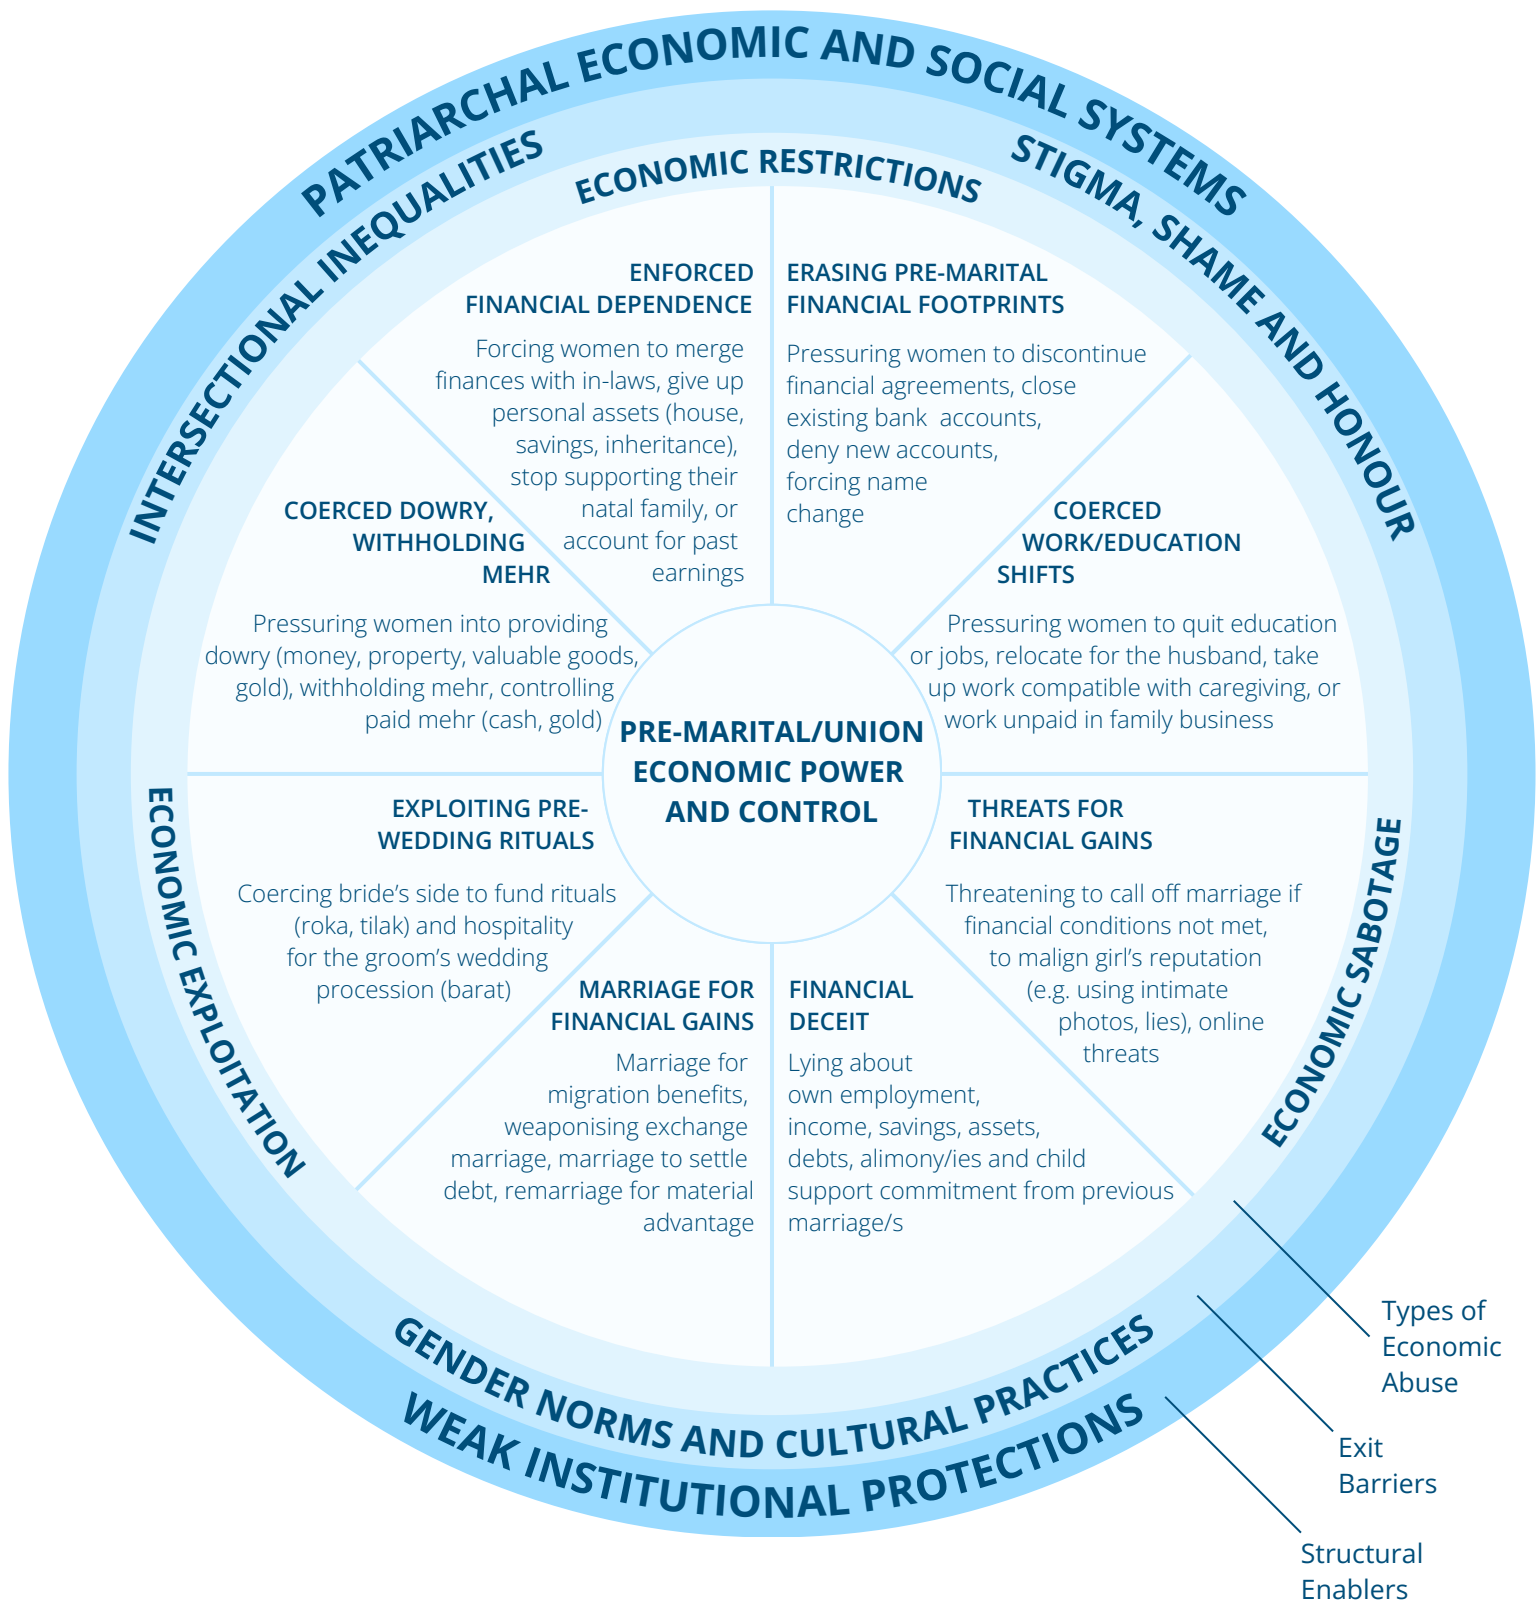 PATRIARCHAL ECONOMIC AND SOCIAL SYSTEMS
INTERSECTIONAL INEQUALITIES
STIGMA, SHAME AND HONOUR
ECONOMIC RESTRICTIONS
ENFORCED
FINANCIAL DEPENDENCE
Forcing women to merge
finances with in-laws, give up
personal assets (house,
savings, inheritance),
stop supporting their
natal family, or
account for past
earnings
ERASING PRE-MARITAL
FINANCIAL FOOTPRINTS
Pressuring women to discontinue
financial agreements, close
existing bank accounts,
deny new accounts,
forcing name
change
COERCED DOWRY,
WITHHOLDING
MEHR
Pressuring women into providing
dowry (money, property, valuable goods,
gold), withholding mehr, controlling
paid mehr (cash, gold)
COERCED
WORK/EDUCATION
SHIFTS
Pressuring women to quit education
or jobs, relocate for the husband, take
up work compatible with caregiving, or
work unpaid in family business
PRE-MARITAL/UNION
ECONOMIC POWER
AND CONTROL
ECONOMIC EXPLOITATION
EXPLOITING PRE-
WEDDING RITUALS
Coercing bride’s side to fund rituals
(roka, tilak) and hospitality
for the groom’s wedding
procession (barat)
THREATS FOR
FINANCIAL GAINS
Threatening to call off marriage if
financial conditions not met,
to malign girl’s reputation
(e.g. using intimate
photos, lies), online
threats
ECONOMIC SABOTAGE
MARRIAGE FOR
FINANCIAL GAINS
Marriage for
migration benefits,
weaponising exchange
marriage, marriage to settle
debt, remarriage for material
advantage
FINANCIAL
DECEIT
Lying about
own employment,
income, savings, assets,
debts, alimony/ies and child
support commitment from previous
marriage/s
GENDER NORMS AND CULTURAL PRACTICES
WEAK INSTITUTIONAL PROTECTIONS
Types of
Economic
Abuse
Exit
Barriers
Structural
Enablers